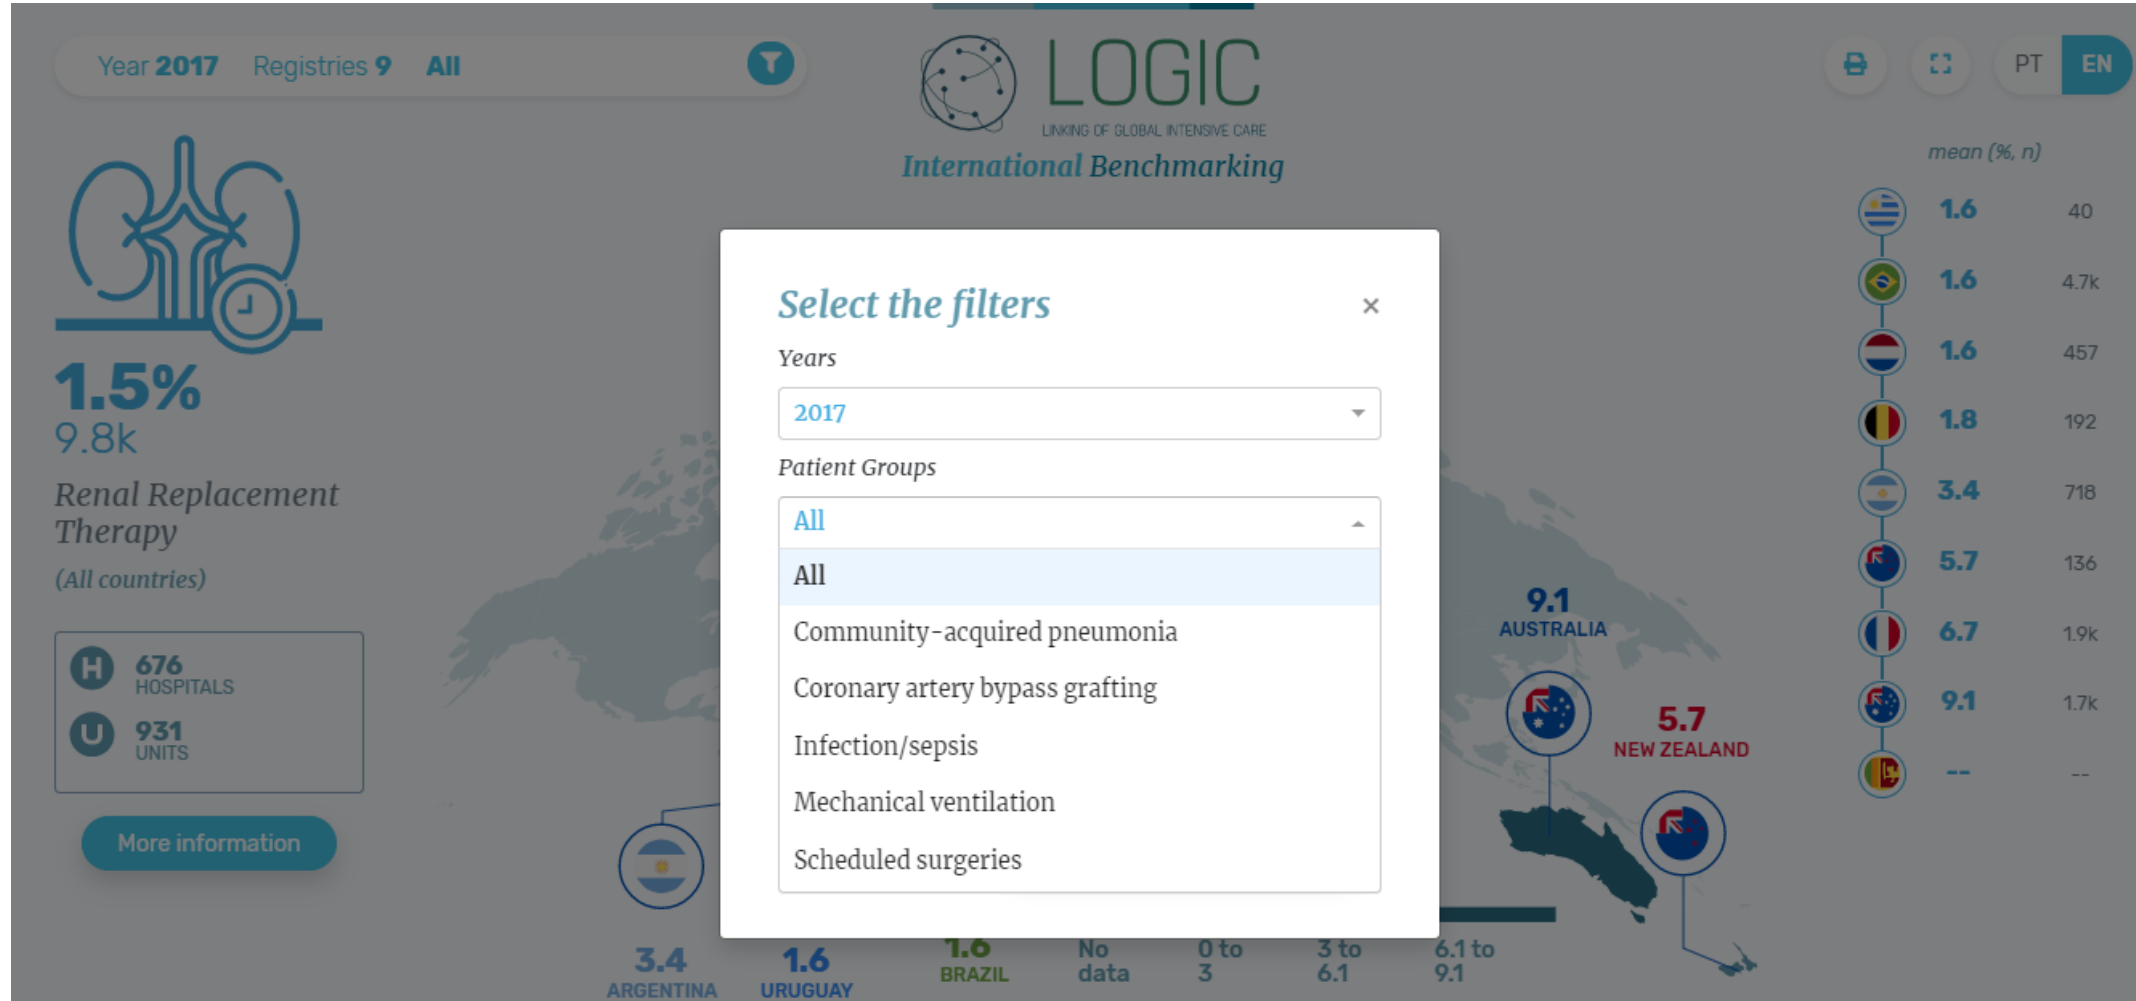 Year 2017 Registries 9 All
LOGIC
LINKING OF GLOBAL INTENSIVE CARE
International Benchmarking
PT EN
1.5%
9.8k
Renal Replacement
Therapy
(All countries)
H 676
HOSPITALS
U 931
UNITS
More information
Select the filters ×
Years
2017
Patient Groups
All
All
Community-acquired pneumonia
Coronary artery bypass grafting
Infection/sepsis
Mechanical ventilation
Scheduled surgeries
3.4
ARGENTINA
1.6
URUGUAY
1.6
BRAZIL
No
data
0 to
3
3 to
6.1
6.1 to
9.1
9.1
AUSTRALIA
5.7
NEW ZEALAND
mean (%, n)
1.6 40
1.6 4.7k
1.6 457
1.8 192
3.4 718
5.7 136
6.7 1.9k
9.1 1.7k
-- --